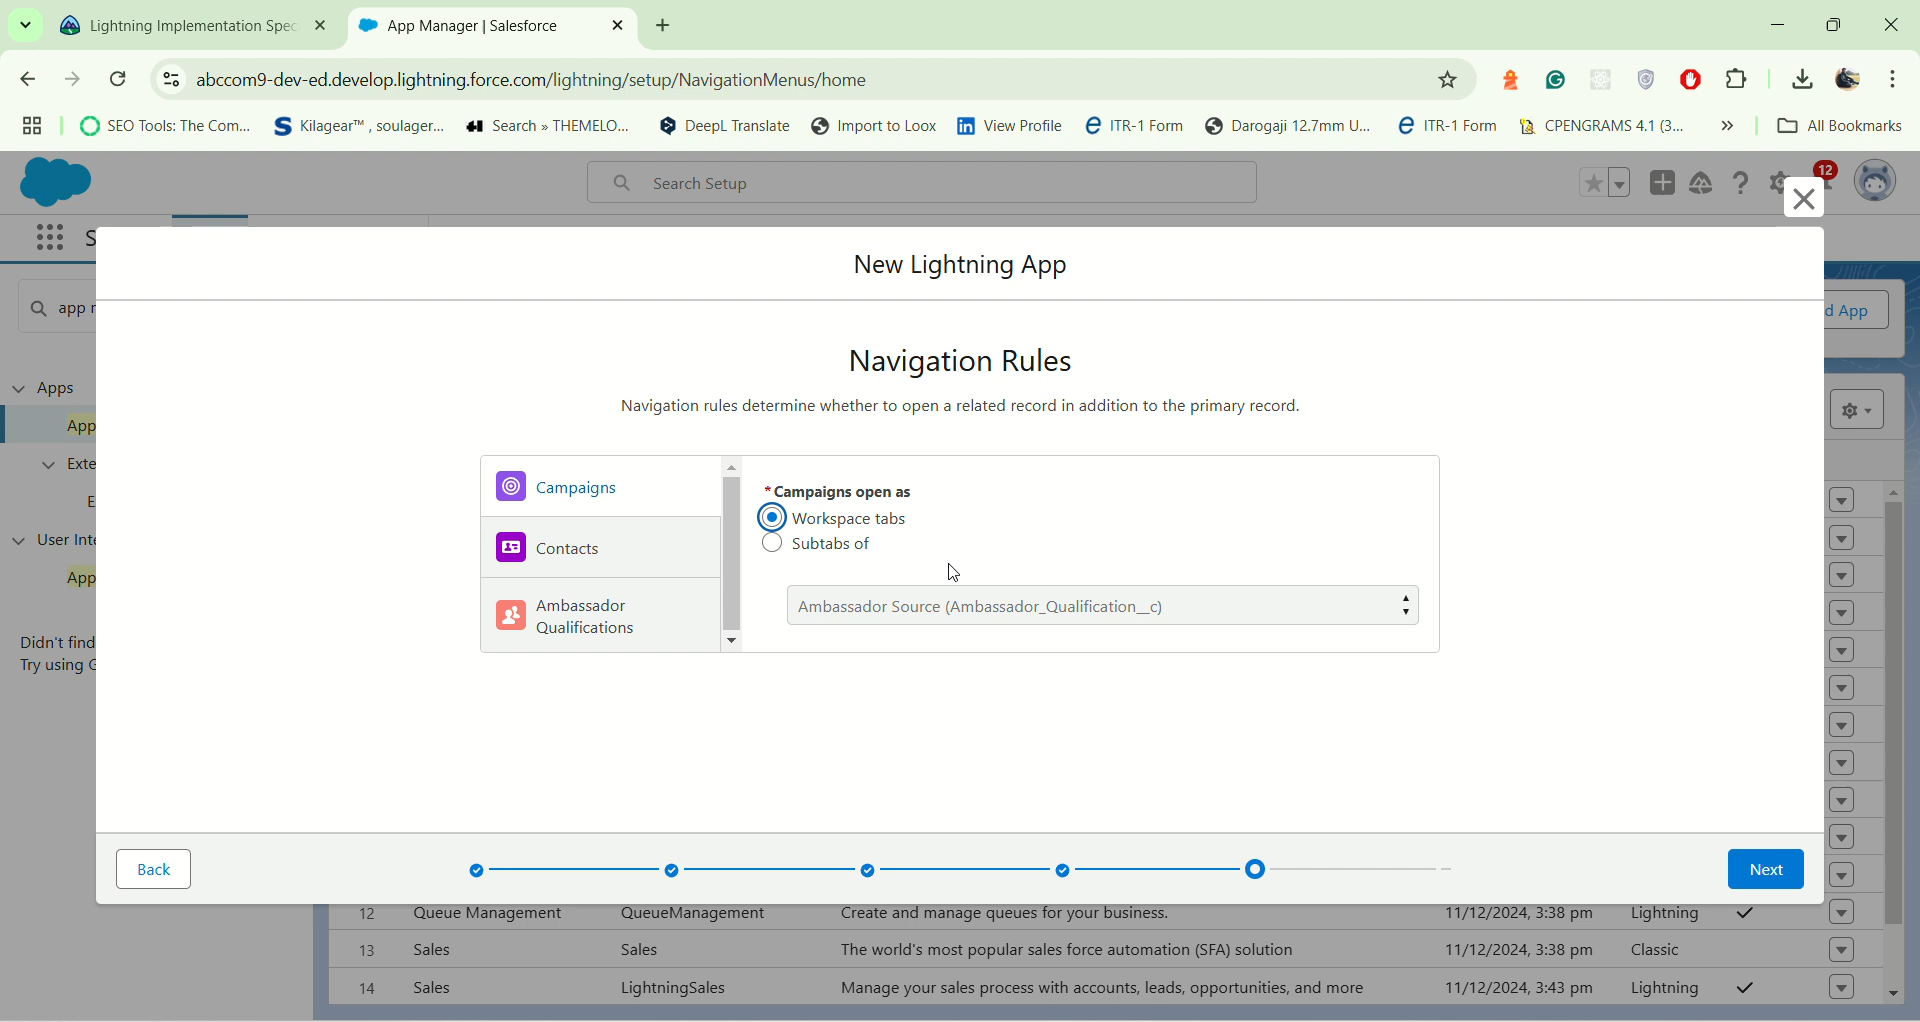 Lightning Implementation Spec
App Manager | Salesforce
abccom9-dev-ed.develop.lightning.force.com/lightning/setup/NavigationMenus/home
SEO Tools: The Com...
Kilagear™ , soulager...
Search » THEMELO...
DeepL Translate
Import to Loox
View Profile
ITR-1 Form
Darogaji 12.7mm U...
ITR-1 Form
CPENGRAMS 4.1 (3...
»
All Bookmarks
Search Setup
12
S
New Lightning App
app r
d App
Navigation Rules
Navigation rules determine whether to open a related record in addition to the primary record.
Apps
App
Exte
E
User Inte
App
Didn't find
Try using G
Campaigns
Contacts
Ambassador
Qualifications
*Campaigns open as
Workspace tabs
Subtabs of
Ambassador Source (Ambassador_Qualification__c)
Back
Next
12 Queue Management QueueManagement Create and manage queues for your business. 11/12/2024, 3:38 pm Lightning
13 Sales Sales The world's most popular sales force automation (SFA) solution 11/12/2024, 3:38 pm Classic
14 Sales LightningSales Manage your sales process with accounts, leads, opportunities, and more 11/12/2024, 3:43 pm Lightning